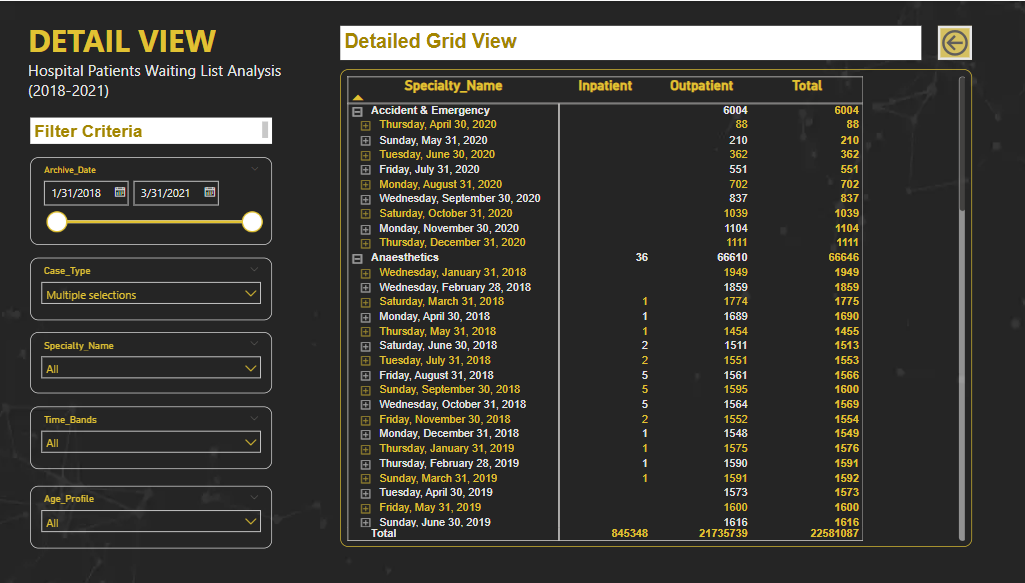 DETAIL VIEW
Hospital Patients Waiting List Analysis
(2018-2021)
Filter Criteria
Archive_Date
1/31/2018 3/31/2021
Case_Type
Multiple selections
Specialty_Name
All
Time_Bands
All
Age_Profile
All
Detailed Grid View
Specialty_Name Inpatient Outpatient Total
Accident & Emergency 6004 6004
Thursday, April 30, 2020 88 88
Sunday, May 31, 2020 210 210
Tuesday, June 30, 2020 362 362
Friday, July 31, 2020 551 551
Monday, August 31, 2020 702 702
Wednesday, September 30, 2020 837 837
Saturday, October 31, 2020 1039 1039
Monday, November 30, 2020 1104 1104
Thursday, December 31, 2020 1111 1111
Anaesthetics 36 66610 66646
Wednesday, January 31, 2018 1949 1949
Wednesday, February 28, 2018 1859 1859
Saturday, March 31, 2018 1 1774 1775
Monday, April 30, 2018 1 1689 1690
Thursday, May 31, 2018 1 1454 1455
Saturday, June 30, 2018 2 1511 1513
Tuesday, July 31, 2018 2 1551 1553
Friday, August 31, 2018 5 1561 1566
Sunday, September 30, 2018 5 1595 1600
Wednesday, October 31, 2018 5 1564 1569
Friday, November 30, 2018 2 1552 1554
Monday, December 31, 2018 1 1548 1549
Thursday, January 31, 2019 1 1575 1576
Thursday, February 28, 2019 1 1590 1591
Sunday, March 31, 2019 1 1591 1592
Tuesday, April 30, 2019 1573 1573
Friday, May 31, 2019 1600 1600
Sunday, June 30, 2019 1616 1616
Total 845348 21735739 22581087